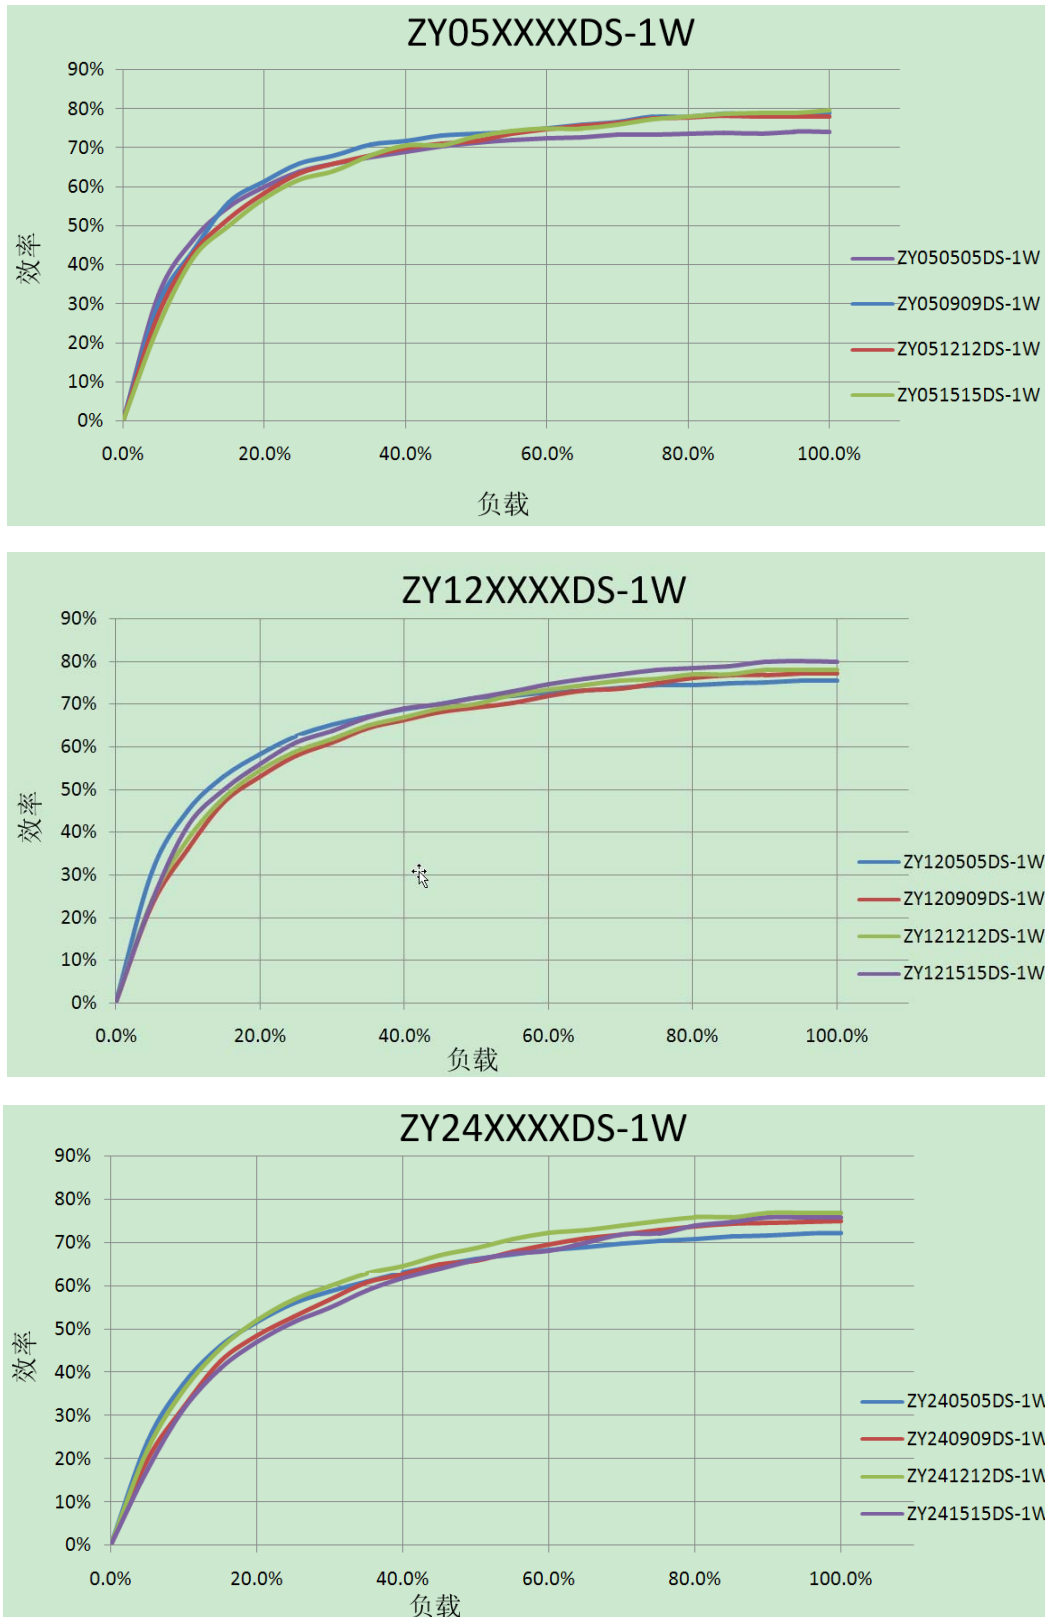 ZY05XXXXDS-1W
90%
80%
70%
60%
50%
40%
30%
20%
10%
0%
效率
0.0% 20.0% 40.0% 60.0% 80.0% 100.0%
负载
ZY050505DS-1W
ZY050909DS-1W
ZY051212DS-1W
ZY051515DS-1W
ZY12XXXXDS-1W
90%
80%
70%
60%
50%
40%
30%
20%
10%
0%
效率
0.0% 20.0% 40.0% 60.0% 80.0% 100.0%
负载
ZY120505DS-1W
ZY120909DS-1W
ZY121212DS-1W
ZY121515DS-1W
ZY24XXXXDS-1W
90%
80%
70%
60%
50%
40%
30%
20%
10%
0%
效率
0.0% 20.0% 40.0% 60.0% 80.0% 100.0%
负载
ZY240505DS-1W
ZY240909DS-1W
ZY241212DS-1W
ZY241515DS-1W